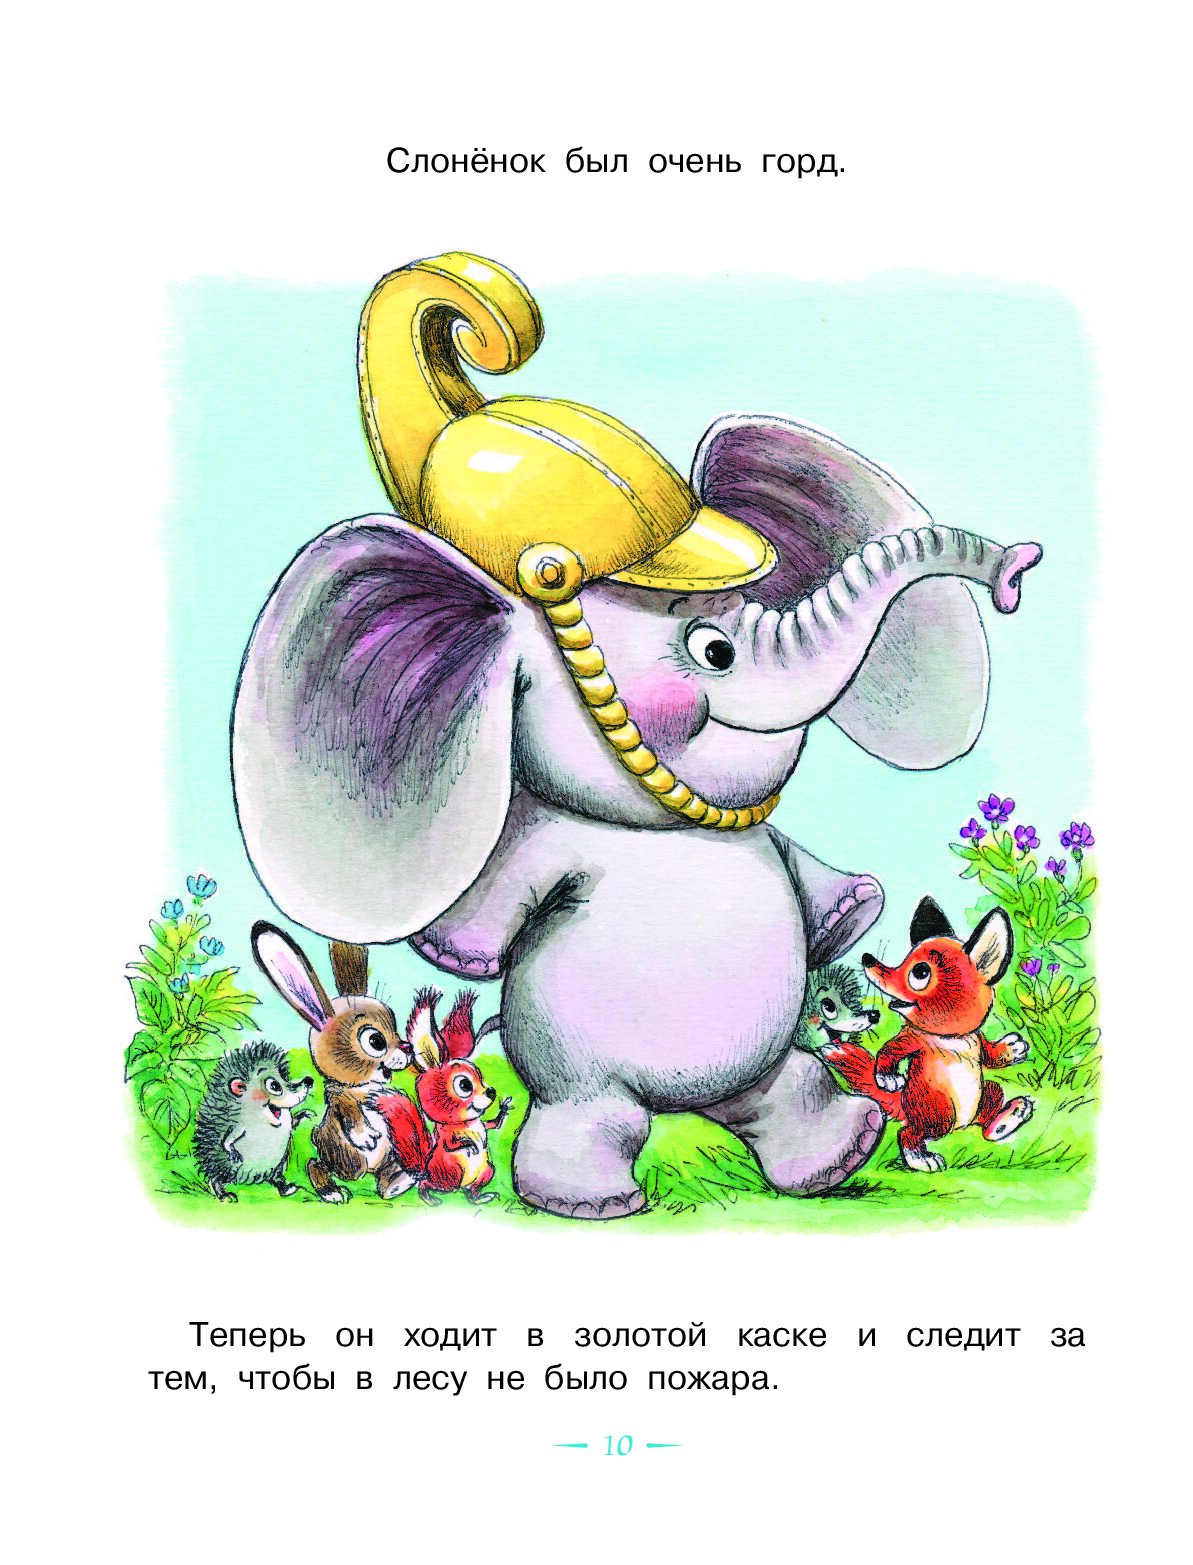 Слонёнок был очень горд.
Теперь он ходит в золотой каске и следит за
тем, чтобы в лесу не было пожара.
10